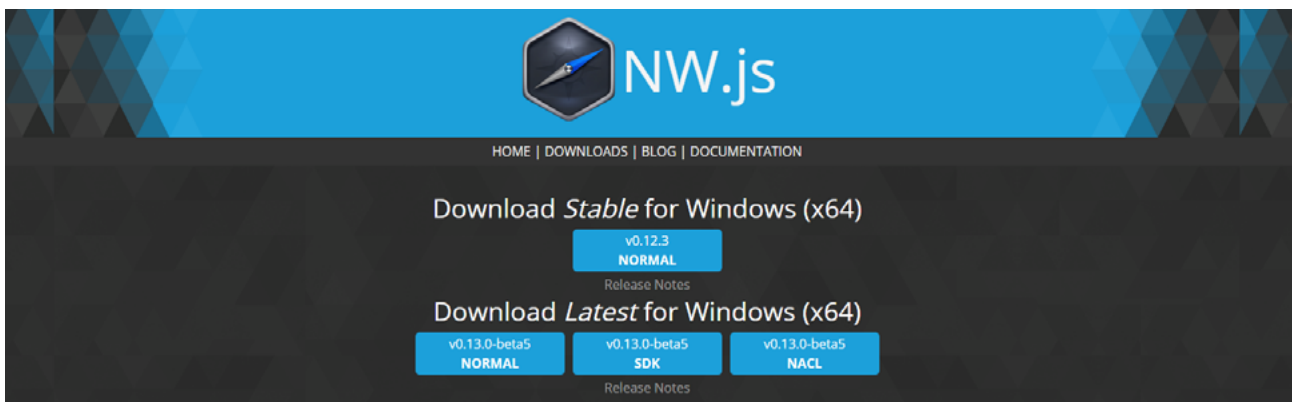 NW.js
HOME | DOWNLOADS | BLOG | DOCUMENTATION
Download Stable for Windows (x64)
v0.12.3
NORMAL
Release Notes
Download Latest for Windows (x64)
v0.13.0-beta5 v0.13.0-beta5 v0.13.0-beta5
NORMAL SDK NACL
Release Notes